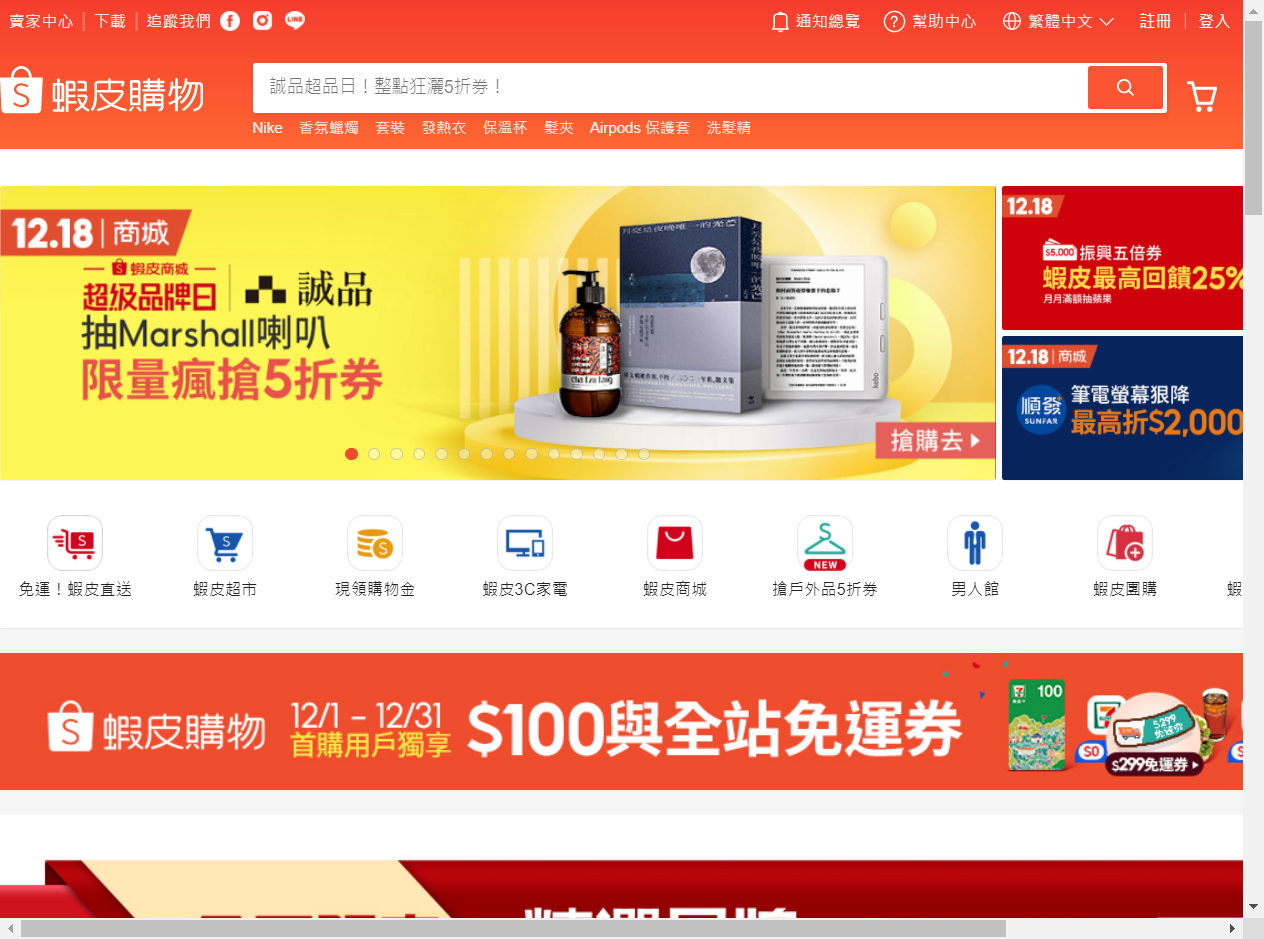 賣家中心
下載
追蹤我們
LINE
通知總覽
幫助中心
繁體中文
註冊
登入
蝦皮購物
誠品超品日！整點狂灑5折券！
Nike 香氛蠟燭 套裝 發熱衣 保溫杯 髮夾 Airpods 保護套 洗髮精
12.18 商城
蝦皮商城
超級品牌日
誠品
抽Marshall喇叭
限量瘋搶5折券
cha tzu tang
kobo
搶購去
12.18
$5,000 振興五倍券
蝦皮最高回饋25%
月月滿額抽蘋果
12.18 商城
順發
SUNFAR
筆電螢幕狠降
最高折$2,000
NEW
免運！蝦皮直送
蝦皮超市
現領購物金
蝦皮3C家電
蝦皮商城
搶戶外品5折券
男人館
蝦皮團購
蝦
蝦皮購物
12/1 - 12/31
首購用戶獨享
$100與全站免運券
100
$0
$299免運券